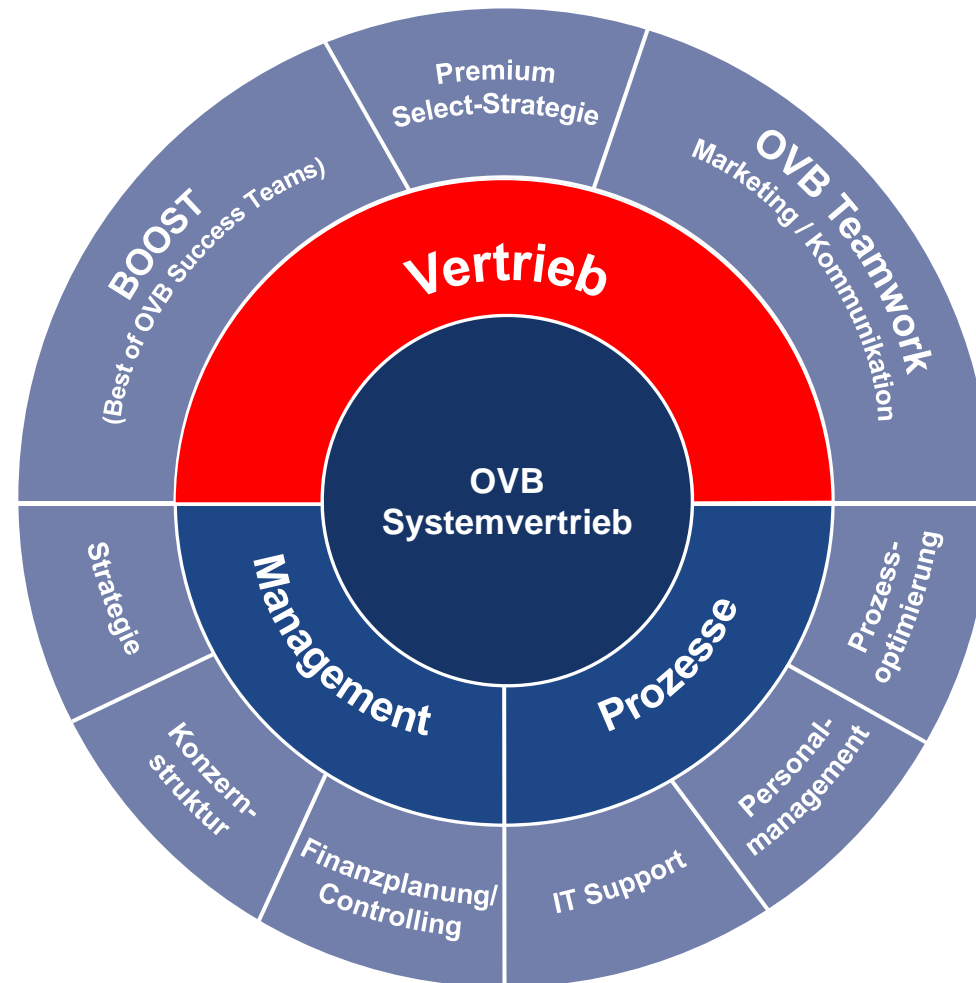 Premium
Select-Strategie
BOOST
(Best of OVB Success Teams)
OVB Teamwork
Marketing / Kommunikation
Vertrieb
OVB
Systemvertrieb
Management
Prozesse
Strategie
Konzern-
struktur
Finanzplanung/
Controlling
IT Support
Personal-
management
Prozess-
optimierung